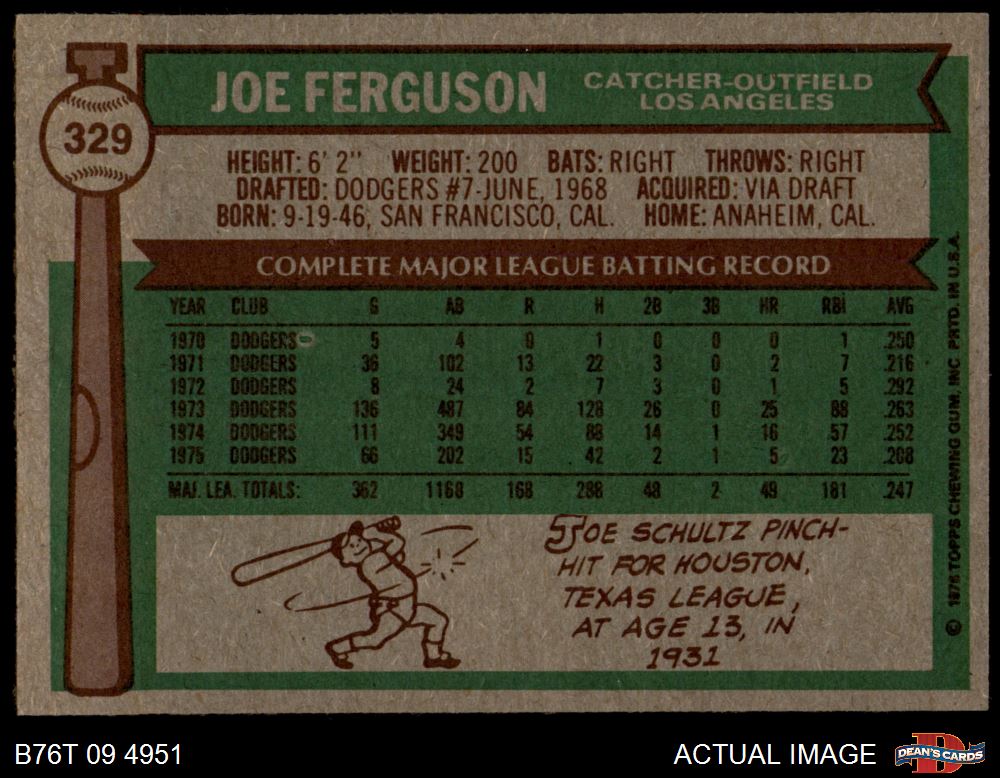 329
JOE FERGUSON
CATCHER-OUTFIELD
LOS ANGELES
HEIGHT: 6' 2" WEIGHT: 200 BATS: RIGHT THROWS: RIGHT
DRAFTED: DODGERS #7-JUNE, 1968 ACQUIRED: VIA DRAFT
BORN: 9-19-46, SAN FRANCISCO, CAL. HOME: ANAHEIM, CAL.
COMPLETE MAJOR LEAGUE BATTING RECORD
YEAR CLUB G AB R H 2B 3B HR RBI AVG
1970 DODGERS 5 4 0 1 0 0 0 1 .250
1971 DODGERS 36 102 13 22 3 0 2 7 .216
1972 DODGERS 8 24 2 7 3 0 1 5 .292
1973 DODGERS 136 487 84 128 26 0 25 88 .263
1974 DODGERS 111 349 54 88 14 1 16 57 .252
1975 DODGERS 66 202 15 42 2 1 5 23 .208
MAJ. LEA. TOTALS: 362 1168 168 288 48 2 49 181 .247
JOE SCHULTZ PINCH-
HIT FOR HOUSTON,
TEXAS LEAGUE,
AT AGE 13, IN
1931
© 1976 TOPPS CHEWING GUM, INC. PRTD. IN U.S.A.
B76T 09 4951
ACTUAL IMAGE
DEAN'S CARDS